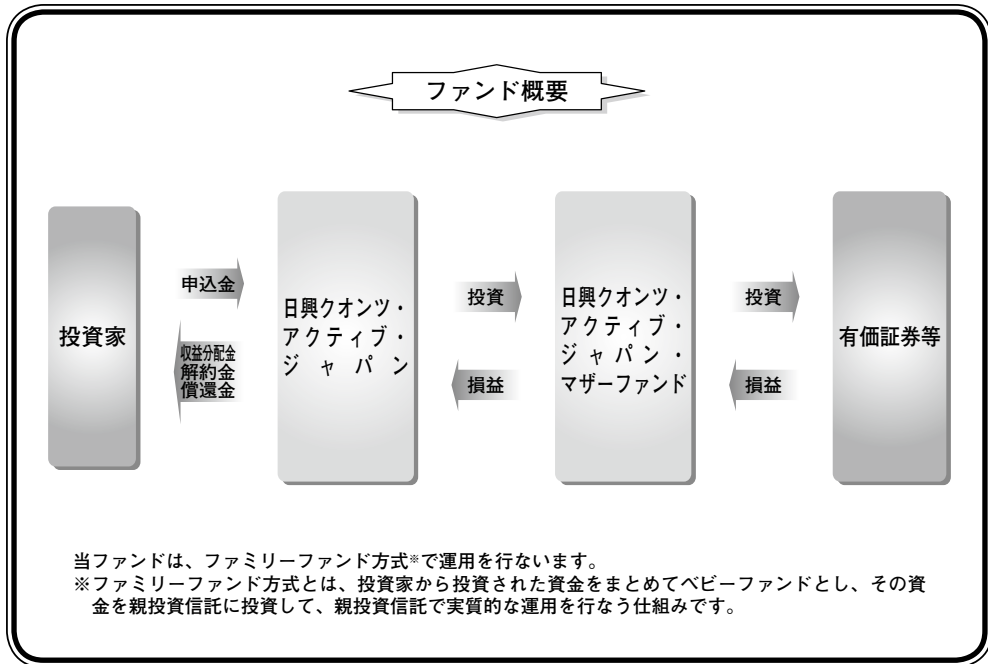 ファンド概要
投資家
申込金
収益分配金
解約金
償還金
日興クオンツ・
アクティブ・
ジャパン
投資
損益
日興クオンツ・
アクティブ・
ジャパン・
マザーファンド
投資
損益
有価証券等
当ファンドは、ファミリーファンド方式※で運用を行ないます。
※ファミリーファンド方式とは、投資家から投資された資金をまとめてベビーファンドとし、その資
金を親投資信託に投資して、親投資信託で実質的な運用を行なう仕組みです。